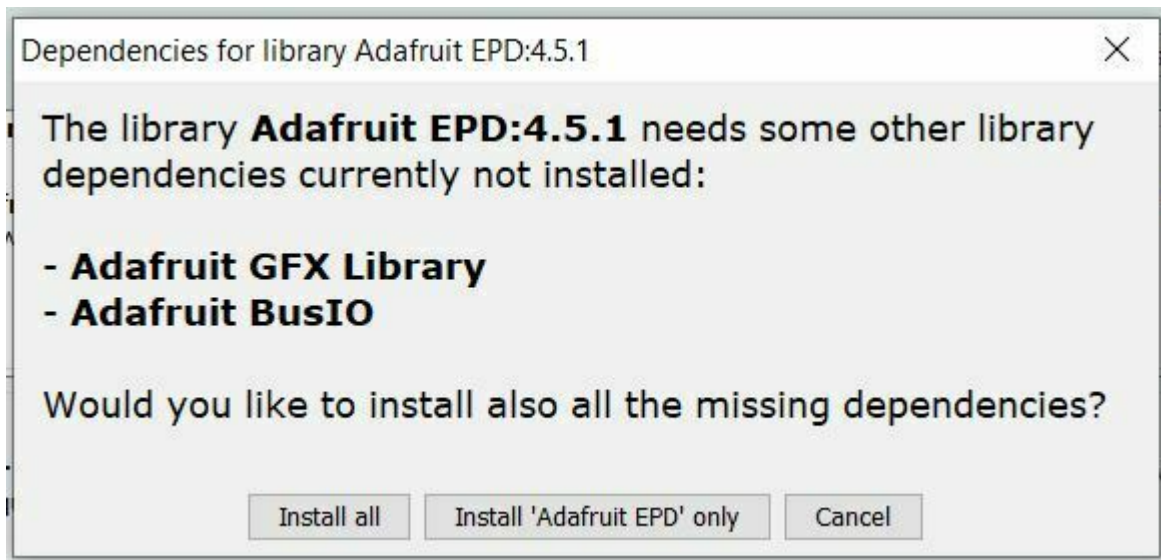 Dependencies for library Adafruit EPD:4.5.1
The library Adafruit EPD:4.5.1 needs some other library
dependencies currently not installed:
- Adafruit GFX Library
- Adafruit BusIO
Would you like to install also all the missing dependencies?
Install all
Install 'Adafruit EPD' only
Cancel